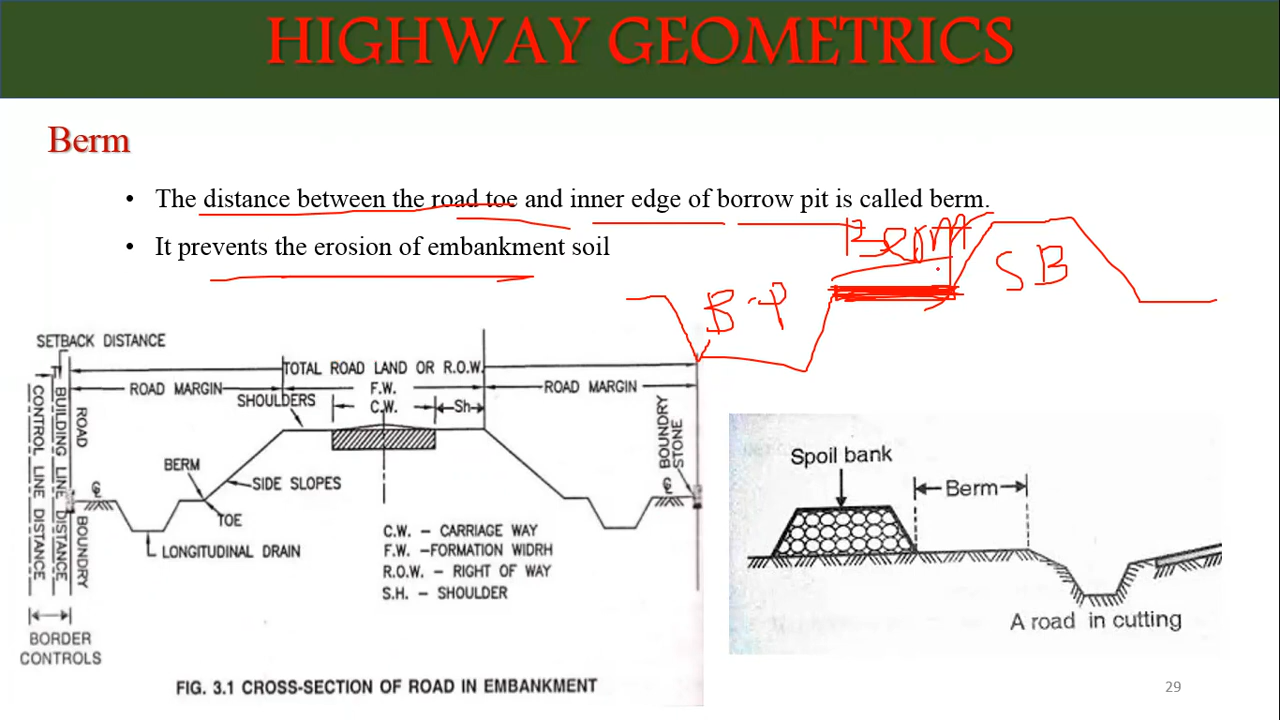 HIGHWAY GEOMETRICS
Berm
• The distance between the road toe and inner edge of borrow pit is called berm.
• It prevents the erosion of embankment soil
Berm
S B
B.P
SETBACK DISTANCE
TOTAL ROAD LAND OR R.O.W.
ROAD MARGIN
F.W.
ROAD MARGIN
SHOULDERS
C.W.
Sh
CONTROL LINE DISTANCE
BUILDING LINE DISTANCE
ROAD BOUNDRY
BOUNDRY STONE
BERM
SIDE SLOPES
TOE
LONGITUDINAL DRAIN
C.W. - CARRIAGE WAY
F.W. -FORMATION WIDRH
R.O.W. - RIGHT OF WAY
S.H. - SHOULDER
BORDER
CONTROLS
FIG. 3.1 CROSS-SECTION OF ROAD IN EMBANKMENT
Spoil bank
Berm
A road in cutting
29